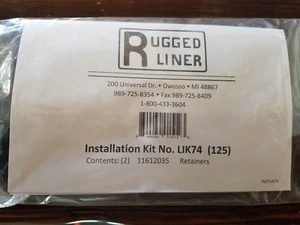 RUGGED
LINER
200 Universal Dr. • Owosso • MI 48867
989-725-8354 • Fax 989-725-8409
1-800-433-3604
Installation Kit No. LIK74 (125)
Contents: (2) 11612035 Retainers